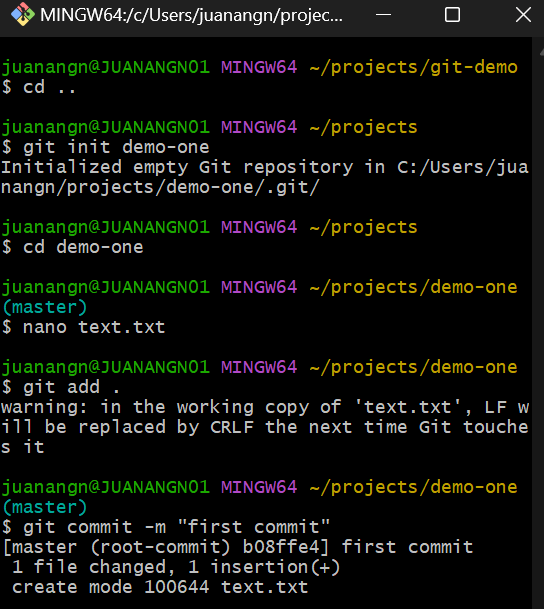 MINGW64:/c/Users/juanangn/projec...
juanangn@JUANANGN01 MINGW64 ~/projects/git-demo
$ cd ..
juanangn@JUANANGN01 MINGW64 ~/projects
$ git init demo-one
Initialized empty Git repository in C:/Users/jua
nangn/projects/demo-one/.git/
juanangn@JUANANGN01 MINGW64 ~/projects
$ cd demo-one
juanangn@JUANANGN01 MINGW64 ~/projects/demo-one
(master)
$ nano text.txt
juanangn@JUANANGN01 MINGW64 ~/projects/demo-one
$ git add .
warning: in the working copy of 'text.txt', LF w
ill be replaced by CRLF the next time Git touche
s it
juanangn@JUANANGN01 MINGW64 ~/projects/demo-one
(master)
$ git commit -m "first commit"
[master (root-commit) b08ffe4] first commit
 1 file changed, 1 insertion(+)
 create mode 100644 text.txt